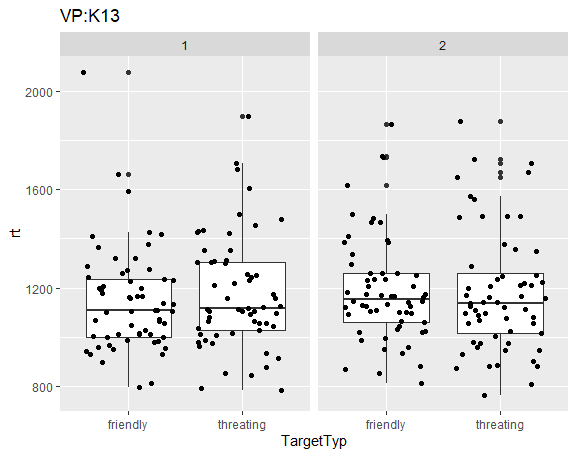 VP:K13
1 2
2000
1600
1200
800
rt
friendly threating friendly threating
TargetTyp